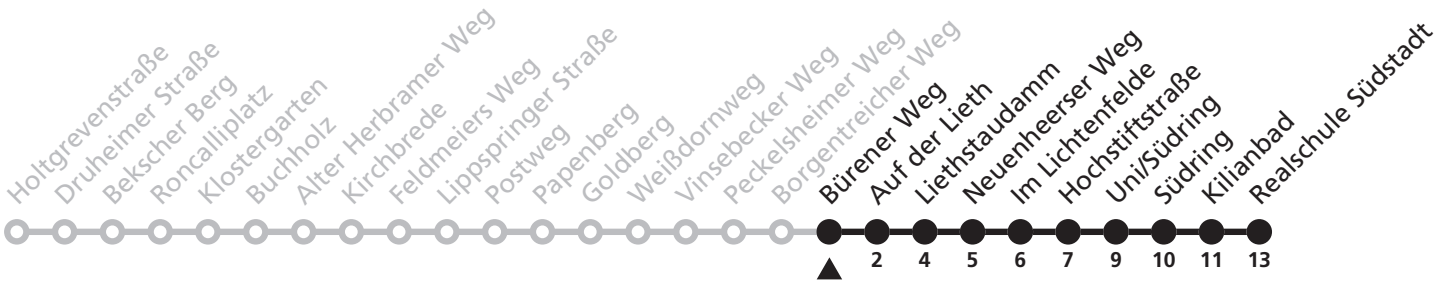 Holtgrevenstraße
Druheimer Straße
Bekscher Berg
Roncalliplatz
Klostergarten
Buchholz
Alter Herbramer Weg
Kirchbrede
Feldmeiers Weg
Lippspringer Straße
Postweg
Papenberg
Goldberg
Weißdornweg
Vinsebecker Weg
Peckelsheimer Weg
Borgentreicher Weg
Bürener Weg
Auf der Lieth
Liethstaudamm
Neuenheerser Weg
Im Lichtenfelde
Hochstiftstraße
Uni/Südring
Südring
Kilianbad
Realschule Südstadt
2 4 5 6 7 9 10 11 13